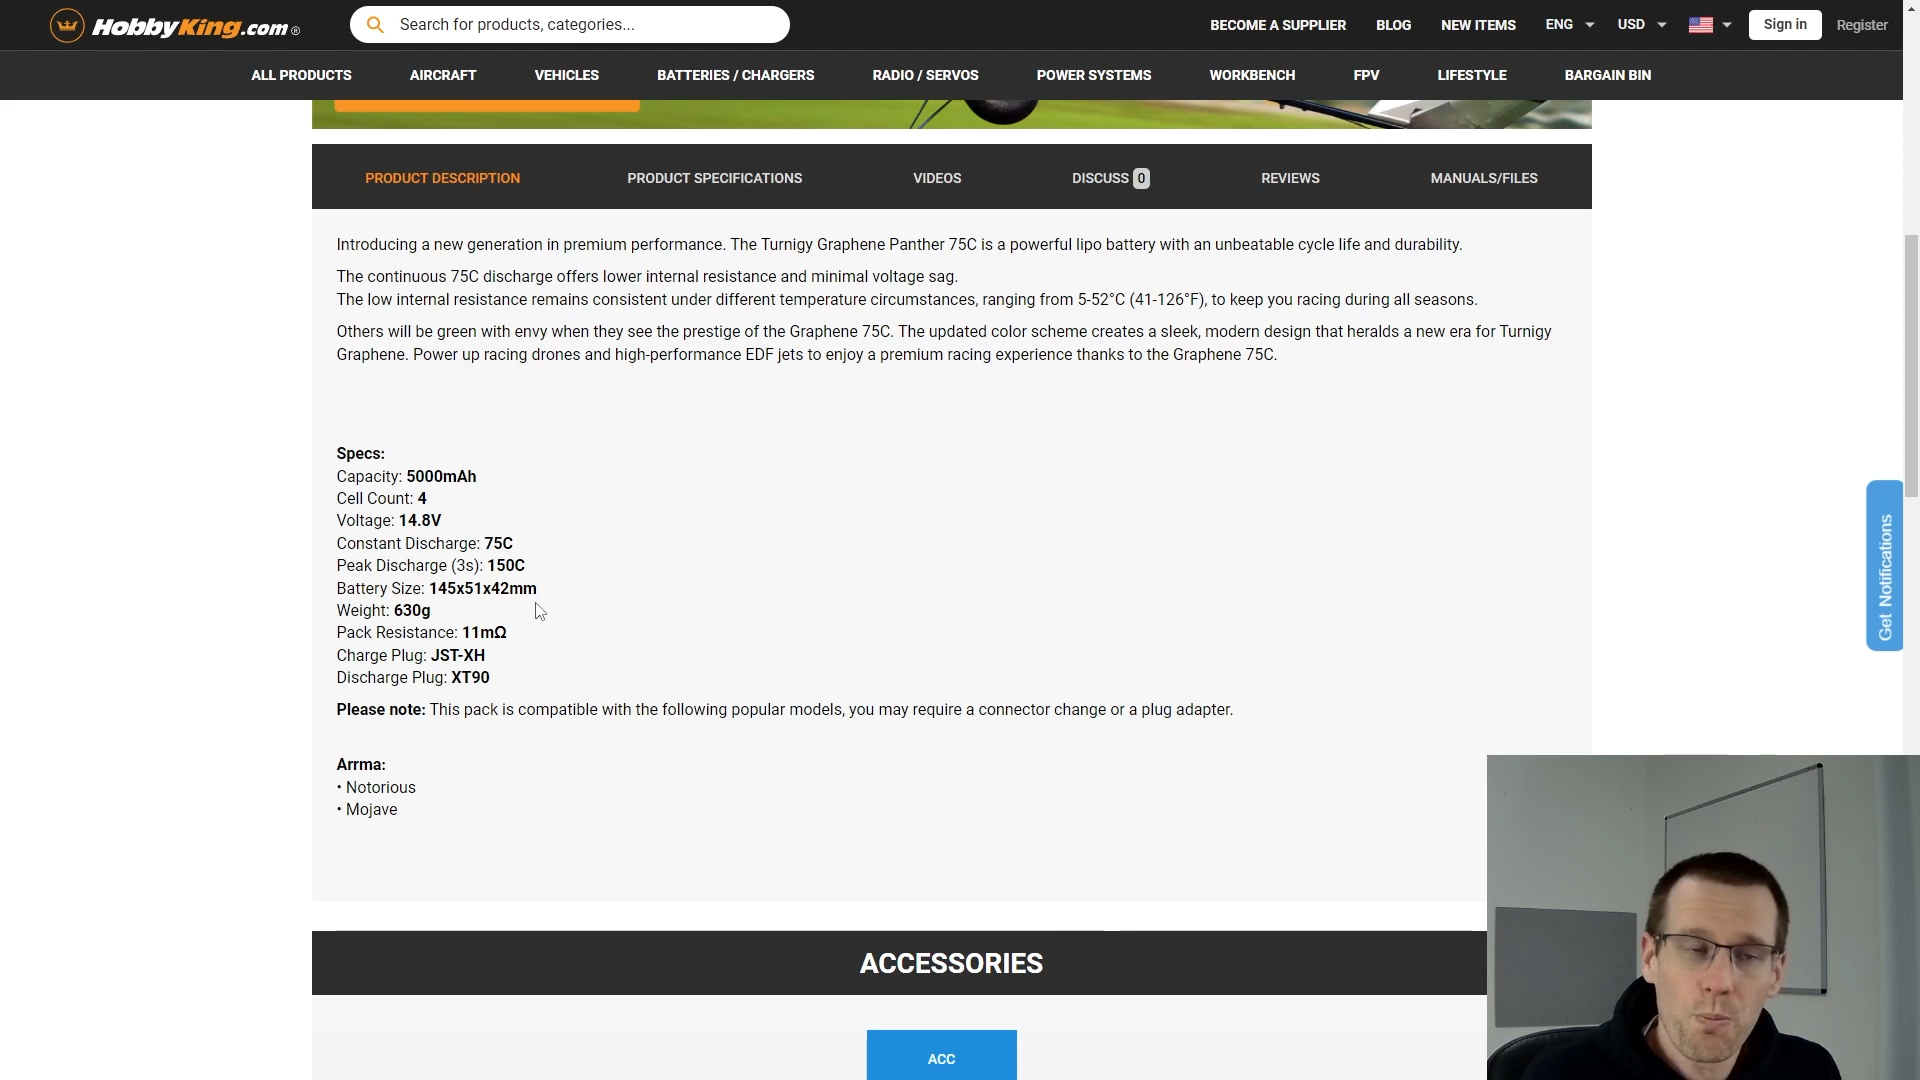 HobbyKing.com®
Search for products, categories...
BECOME A SUPPLIER
BLOG
NEW ITEMS
ENG
USD
Sign in
Register
ALL PRODUCTS
AIRCRAFT
VEHICLES
BATTERIES / CHARGERS
RADIO / SERVOS
POWER SYSTEMS
WORKBENCH
FPV
LIFESTYLE
BARGAIN BIN
PRODUCT DESCRIPTION
PRODUCT SPECIFICATIONS
VIDEOS
DISCUSS 0
REVIEWS
MANUALS/FILES
Introducing a new generation in premium performance. The Turnigy Graphene Panther 75C is a powerful lipo battery with an unbeatable cycle life and durability.
The continuous 75C discharge offers lower internal resistance and minimal voltage sag.
The low internal resistance remains consistent under different temperature circumstances, ranging from 5-52°C (41-126°F), to keep you racing during all seasons.
Others will be green with envy when they see the prestige of the Graphene 75C. The updated color scheme creates a sleek, modern design that heralds a new era for Turnigy
Graphene. Power up racing drones and high-performance EDF jets to enjoy a premium racing experience thanks to the Graphene 75C.
Specs:
Capacity: 5000mAh
Cell Count: 4
Voltage: 14.8V
Constant Discharge: 75C
Peak Discharge (3s): 150C
Battery Size: 145x51x42mm
Weight: 630g
Pack Resistance: 11mΩ
Charge Plug: JST-XH
Discharge Plug: XT90
Please note: This pack is compatible with the following popular models, you may require a connector change or a plug adapter.
Arrma:
• Notorious
• Mojave
Get Notifications
ACCESSORIES
ACC